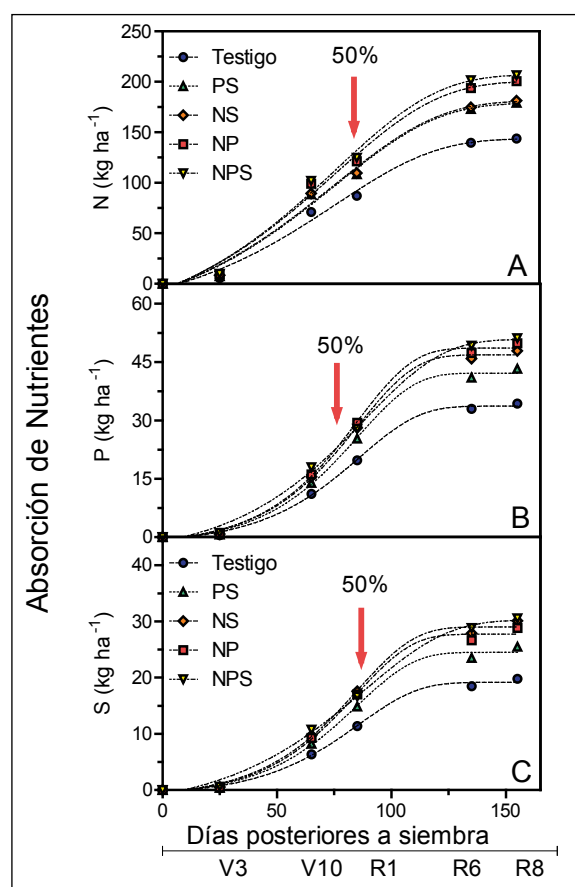 Absorción de Nutrientes
N (kg ha⁻¹)
250
200
150
100
50
0
Testigo
PS
NS
NP
NPS
50%
A
P (kg ha⁻¹)
60
45
30
15
0
50%
B
S (kg ha⁻¹)
40
30
20
10
0
Testigo
PS
NS
NP
NPS
50%
C
0 50 100 150
Días posteriores a siembra
V3 V10 R1 R6 R8